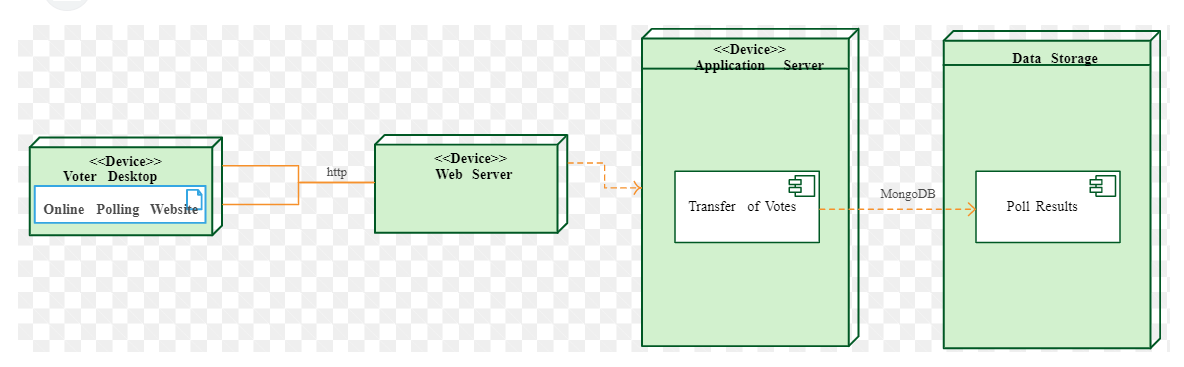 <<Device>>
Voter Desktop
Online Polling Website
http
<<Device>>
Web Server
<<Device>>
Application Server
Transfer of Votes
MongoDB
Data Storage
Poll Results